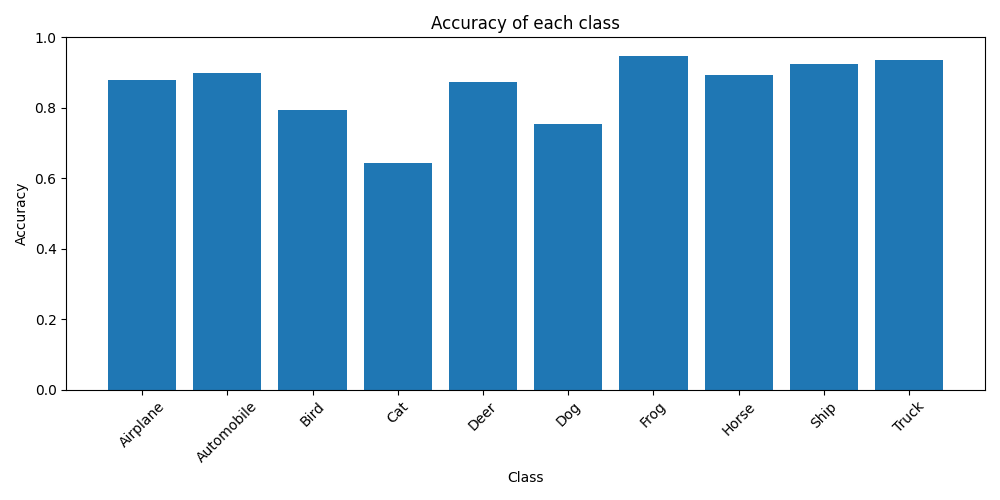 Accuracy of each class
1.0
0.8
0.6
0.4
0.2
0.0
Accuracy
Airplane
Automobile
Bird
Cat
Deer
Dog
Frog
Horse
Ship
Truck
Class